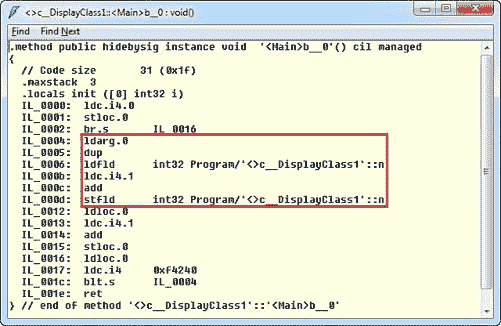 <>c__DisplayClass1::<Main>b__0 : void()
Find Find Next
.method public hidebysig instance void '<Main>b__0'() cil managed
{
// Code size 31 (0x1f)
.maxstack 3
.locals init ([0] int32 i)
IL_0000: ldc.i4.0
IL_0001: stloc.0
IL_0002: br.s IL_0016
IL_0004: ldarg.0
IL_0005: dup
IL_0006: ldfld int32 Program/'<>c__DisplayClass1'::n
IL_000b: ldc.i4.1
IL_000c: add
IL_000d: stfld int32 Program/'<>c__DisplayClass1'::n
IL_0012: ldloc.0
IL_0013: ldc.i4.1
IL_0014: add
IL_0015: stloc.0
IL_0016: ldloc.0
IL_0017: ldc.i4 0xf4240
IL_001c: blt.s IL_0004
IL_001e: ret
} // end of method '<>c__DisplayClass1'::'<Main>b__0'